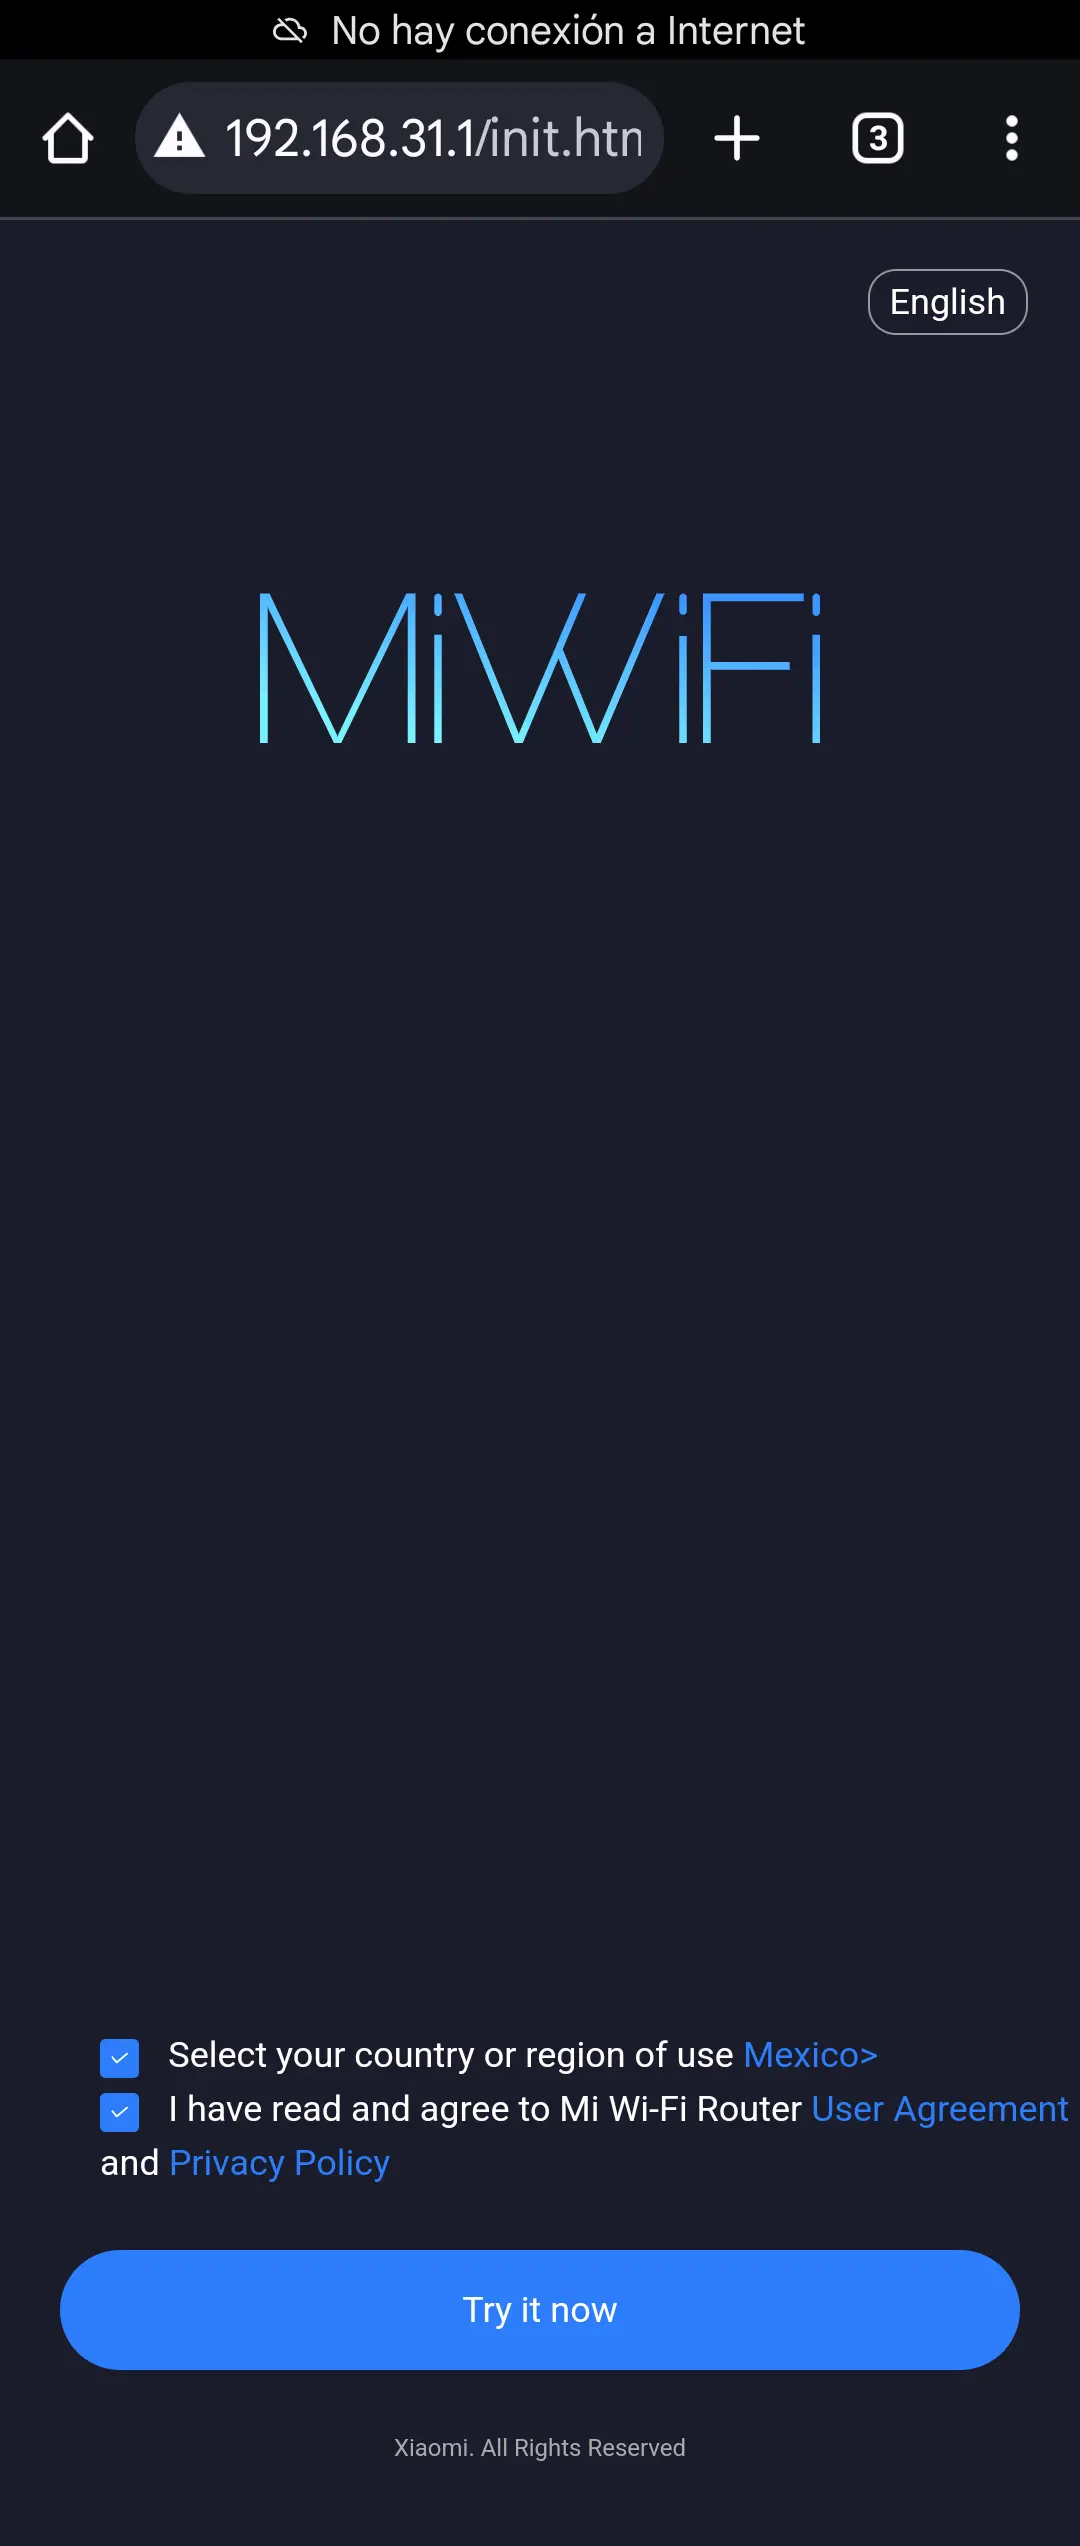 No hay conexión a Internet
192.168.31.1/init.htm
3
English
MiWiFi
Select your country or region of use Mexico>
I have read and agree to Mi Wi-Fi Router User Agreement
and Privacy Policy
Try it now
Xiaomi. All Rights Reserved